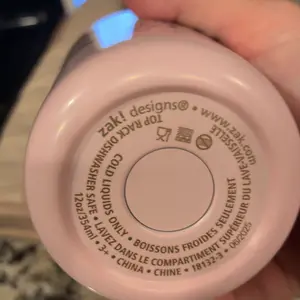 zak! designs® • www.zak.com
TOP RACK DISHWASHER SAFE • LAVEZ DANS LE COMPARTIMENT SUPÉRIEUR DU LAVE-VAISSELLE
COLD LIQUIDS ONLY • BOISSONS FROIDES SEULEMENT
12oz/354ml • 3+ • CHINA • CHINE • 18132-3 • 062025